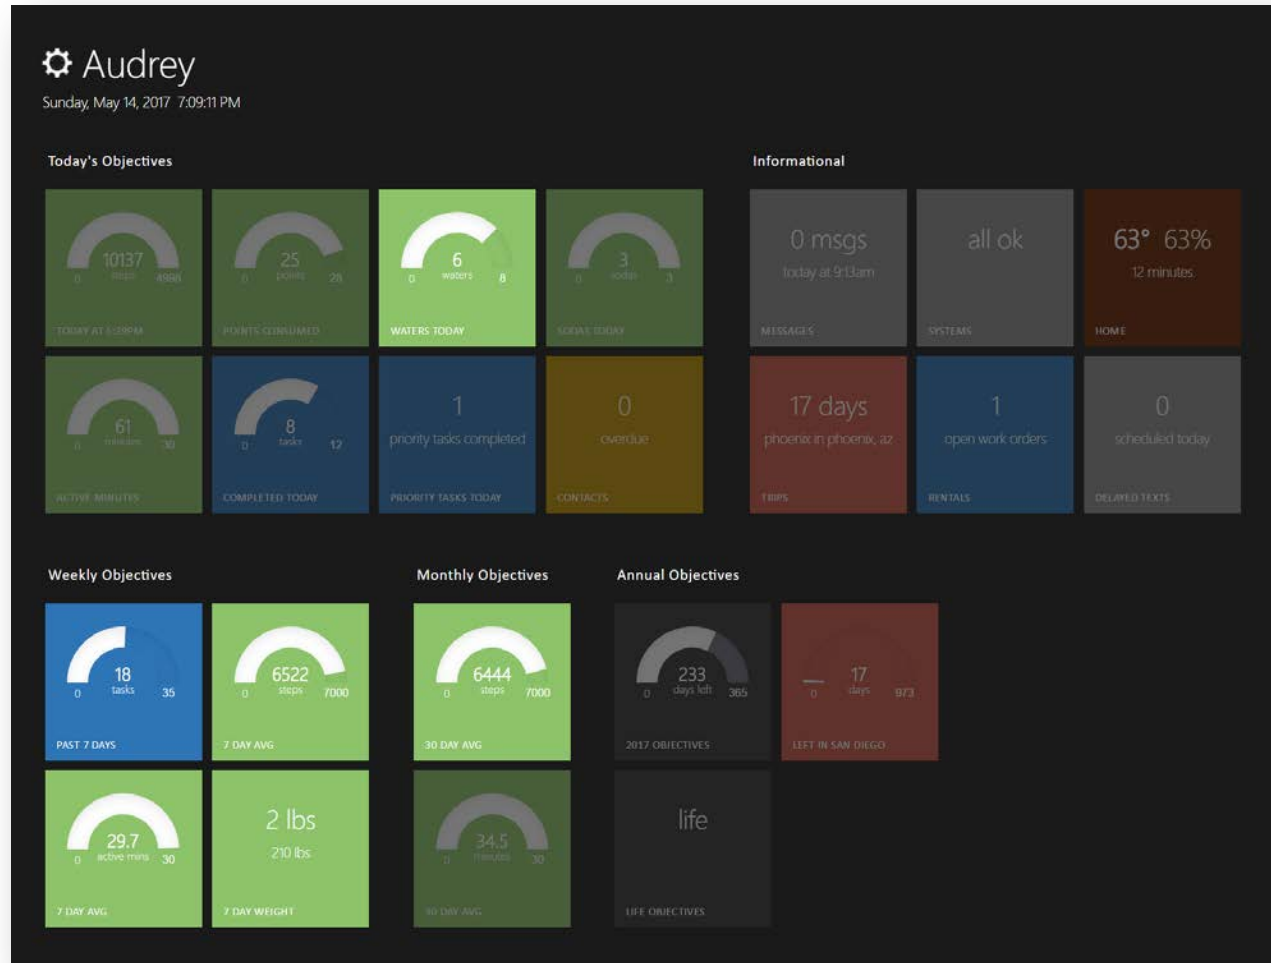 Audrey
Sunday, May 14, 2017 7:09:11 PM
Today's Objectives
10137
steps
0 4998
TODAY AT 5:29PM
25
points
0 28
POINTS CONSUMED
6
waters
0 8
WATERS TODAY
3
sodas
0 3
SODAS TODAY
61
minutes
0 30
ACTIVE MINUTES
8
tasks
0 12
COMPLETED TODAY
1
priority tasks completed
PRIORITY TASKS TODAY
0
overdue
CONTACTS
Informational
0 msgs
today at 9:13am
MESSAGES
all ok
SYSTEMS
63° 63%
12 minutes
HOME
17 days
phoenix in phoenix, az
TRIPS
1
open work orders
RENTALS
0
scheduled today
DELAYED TEXTS
Weekly Objectives
18
tasks
0 35
PAST 7 DAYS
6522
steps
0 7000
7 DAY AVG
29.7
active mins
0 30
7 DAY AVG
2 lbs
210 lbs
7 DAY WEIGHT
Monthly Objectives
6444
steps
0 7000
30 DAY AVG
34.5
minutes
0 30
30 DAY AVG
Annual Objectives
233
days left
0 365
2017 OBJECTIVES
17
days
0 973
LEFT IN SAN DIEGO
life
LIFE OBJECTIVES